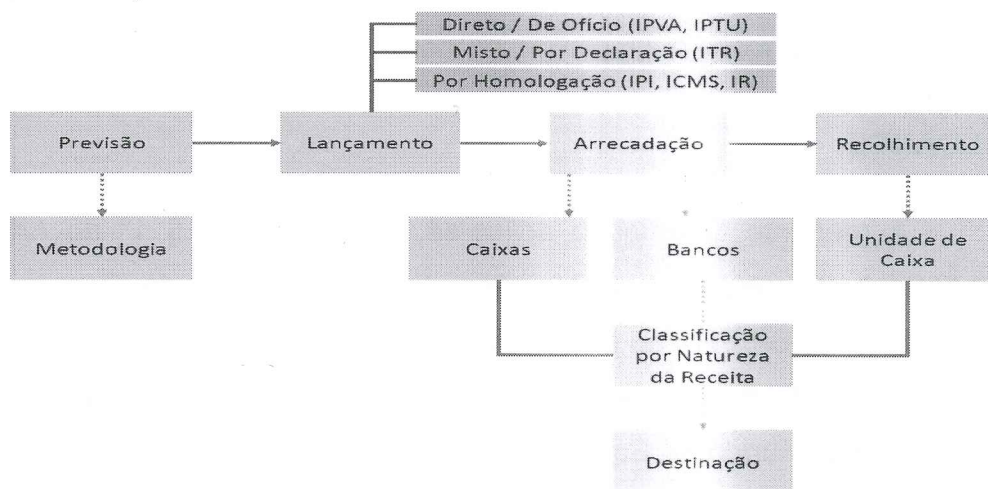 Direto / De Ofício (IPVA, IPTU)
Misto / Por Declaração (ITR)
Por Homologação (IPI, ICMS, IR)
Previsão
Lançamento
Arrecadação
Recolhimento
Metodologia
Caixas
Bancos
Unidade de
Caixa
Classificação
por Natureza
da Receita
Destinação